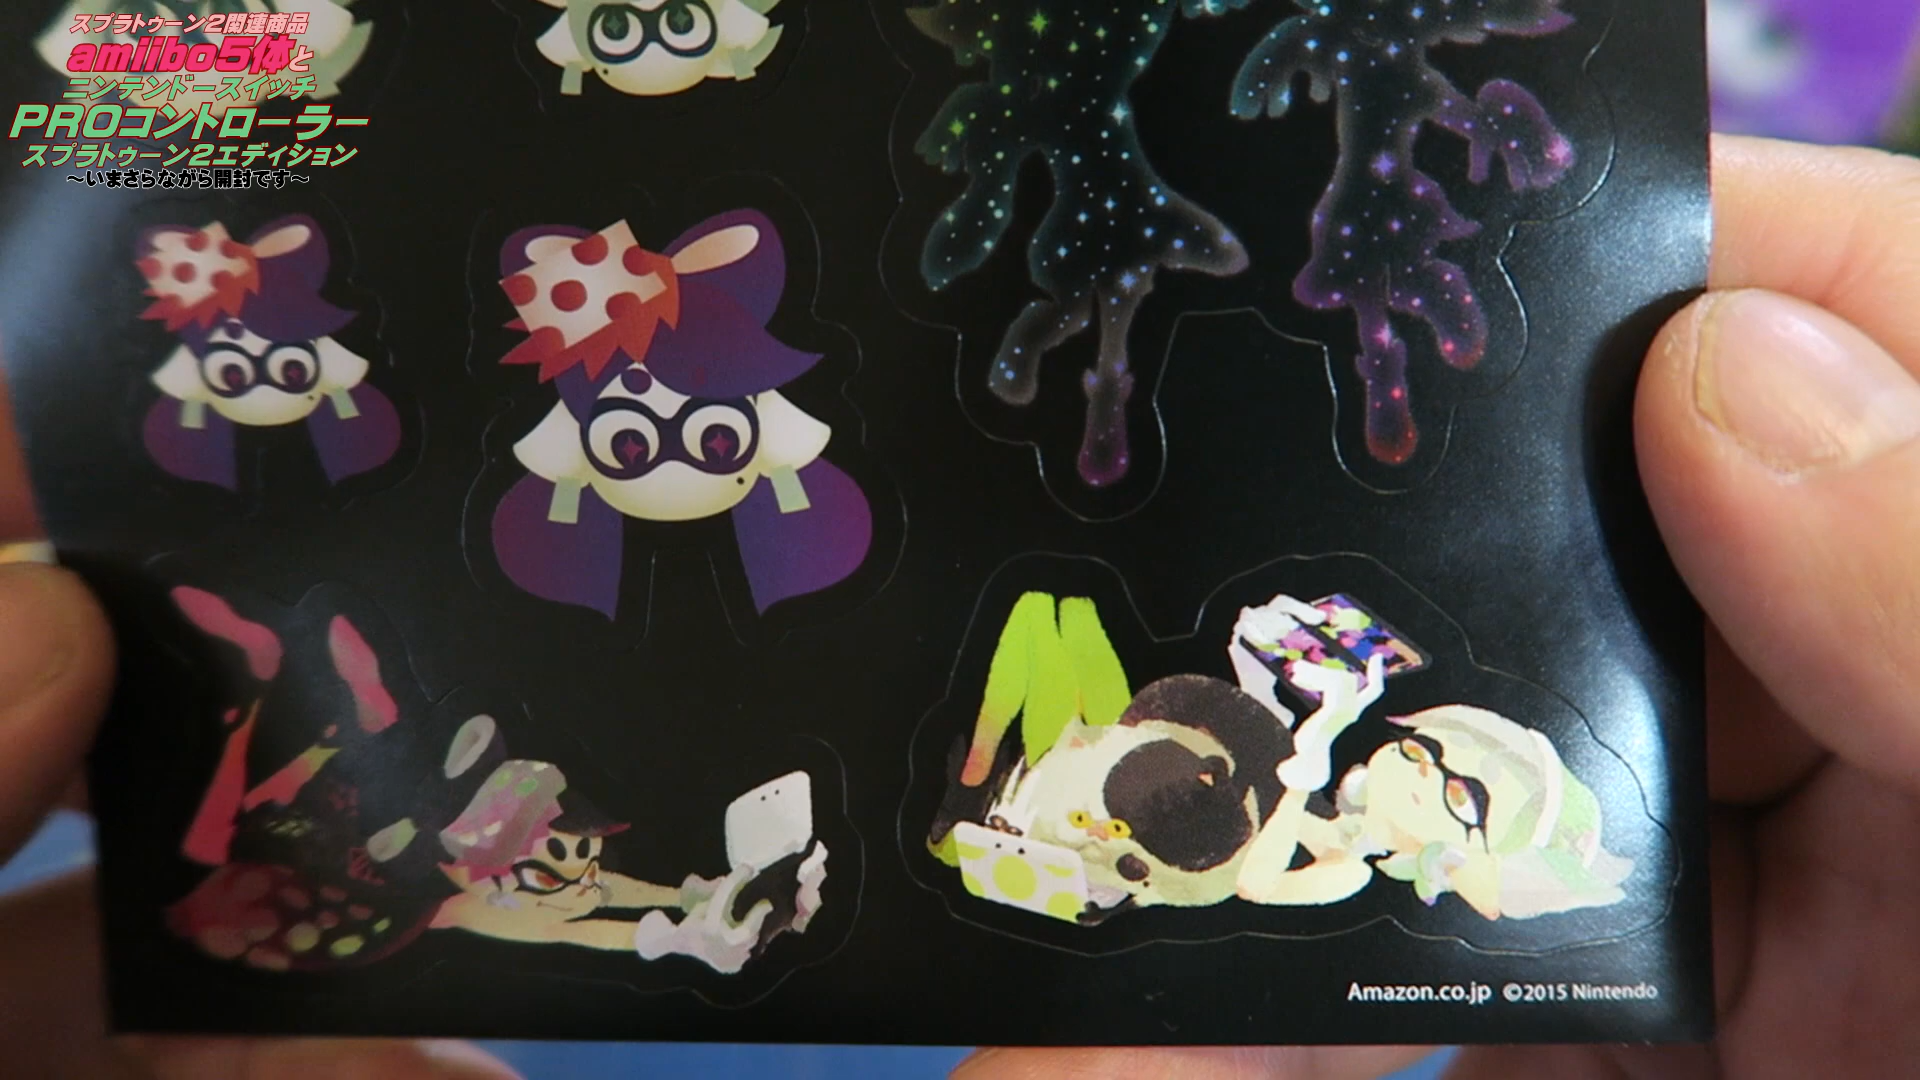 スプラトゥーン2関連商品
amiibo5体と
ニンテンドースイッチ
PROコントローラー
スプラトゥーン2エディション
〜いまさらながら開封です〜
Amazon.co.jp ©2015 Nintendo